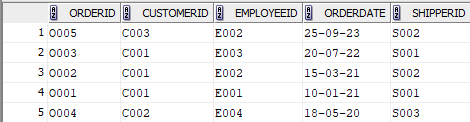 ORDERID CUSTOMERID EMPLOYEEID ORDERDATE SHIPPERID
1 O005 C003 E002 25-09-23 S002
2 O003 C001 E003 20-07-22 S001
3 O002 C001 E002 15-03-21 S002
4 O001 C001 E001 10-01-21 S001
5 O004 C002 E004 18-05-20 S003